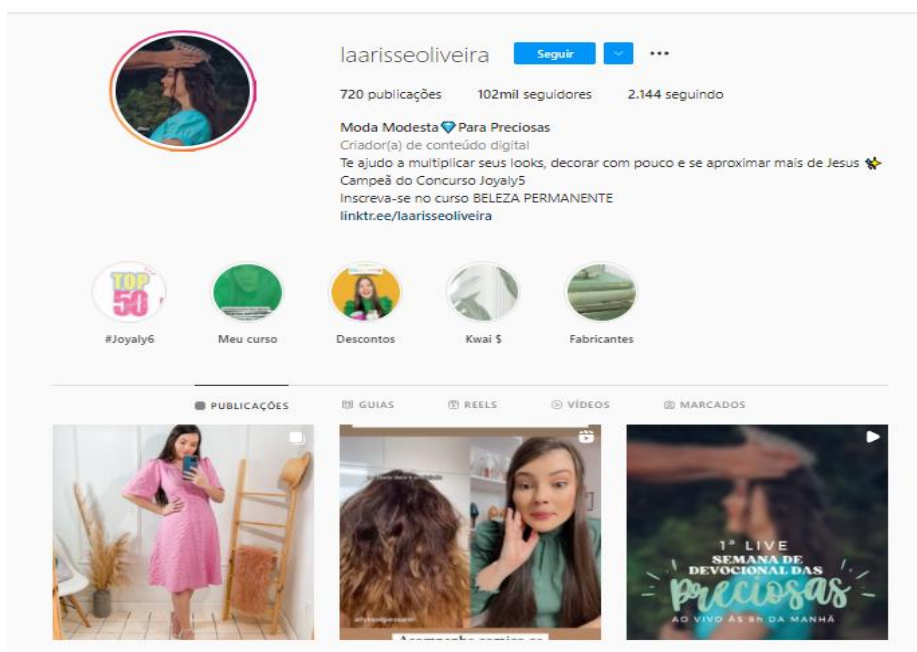 laarisseoliveira Seguir
720 publicações 102mil seguidores 2.144 seguindo
Moda Modesta💎Para Preciosas
Criador(a) de conteúdo digital
Te ajudo a multiplicar seus looks, decorar com pouco e se aproximar mais de Jesus ✨
Campeã do Concurso Joyaly5
Inscreva-se no curso BELEZA PERMANENTE
linktr.ee/laarisseoliveira
TOP
50
#Joyaly6 Meu curso Descontos Kwai $ Fabricantes
PUBLICAÇÕES GUIAS REELS VÍDEOS MARCADOS
1ª LIVE
SEMANA DE
DEVOCIONAL DAS
preciosas
AO VIVO ÀS 8h DA MANHÃ